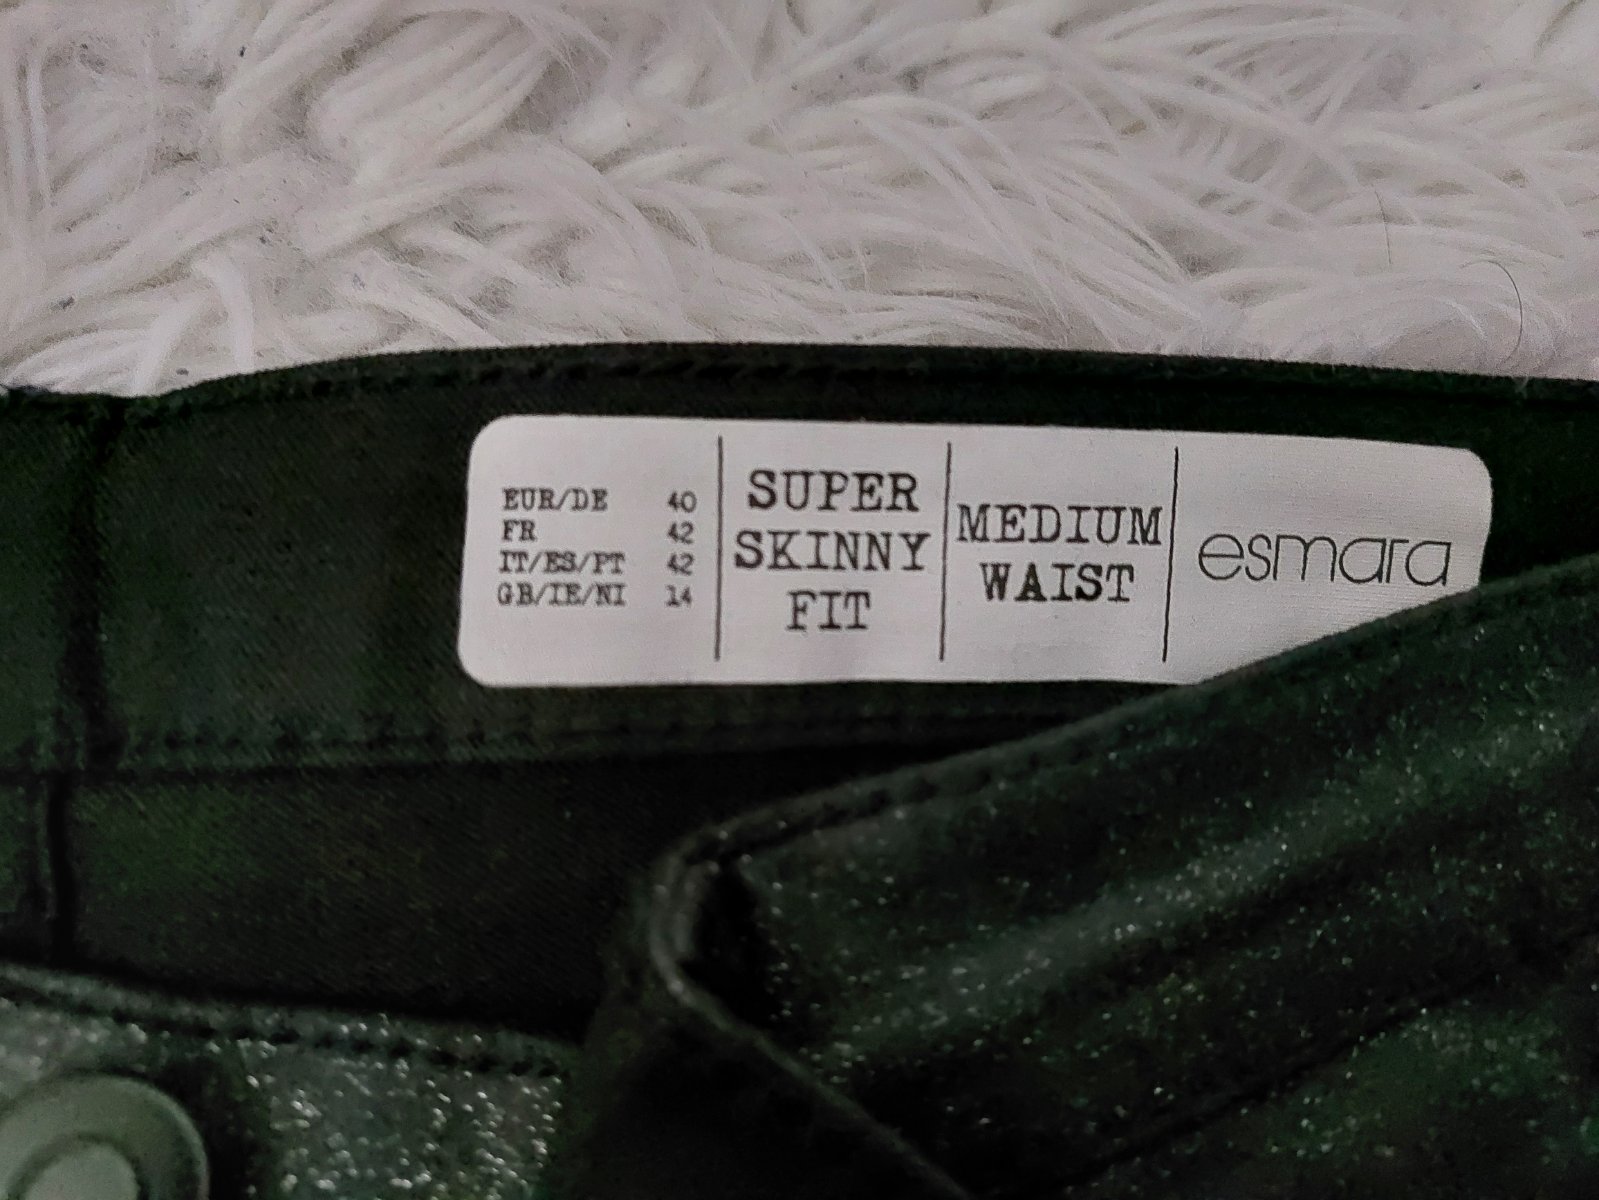 EUR/DE 40
FR 42
IT/ES/PT 42
GB/IE/NI 14
SUPER
SKINNY
FIT
MEDIUM
WAIST
esmara